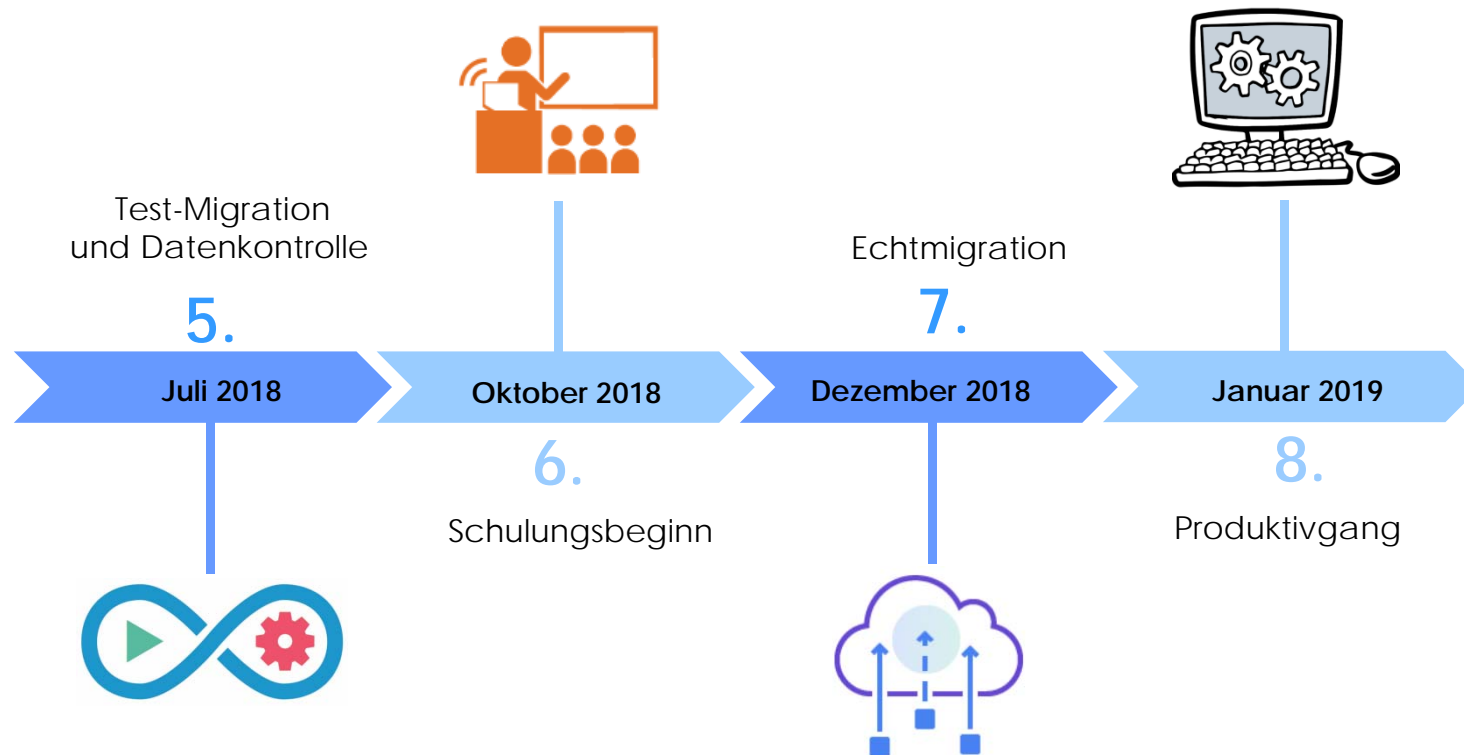 Test-Migration
und Datenkontrolle
5.
Juli 2018
Oktober 2018
6.
Schulungsbeginn
Echtmigration
7.
Dezember 2018
Januar 2019
8.
Produktivgang